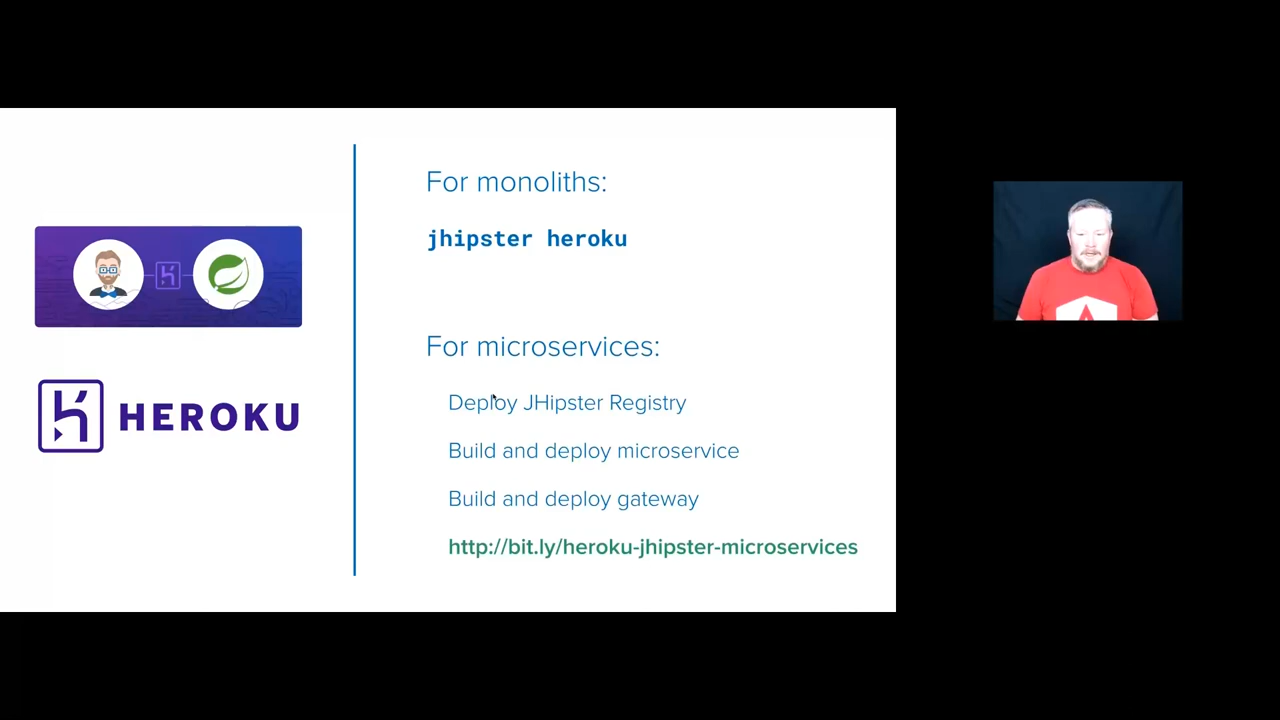 For monoliths:
jhipster heroku
HEROKU
For microservices:
Deploy JHipster Registry
Build and deploy microservice
Build and deploy gateway
http://bit.ly/heroku-jhipster-microservices